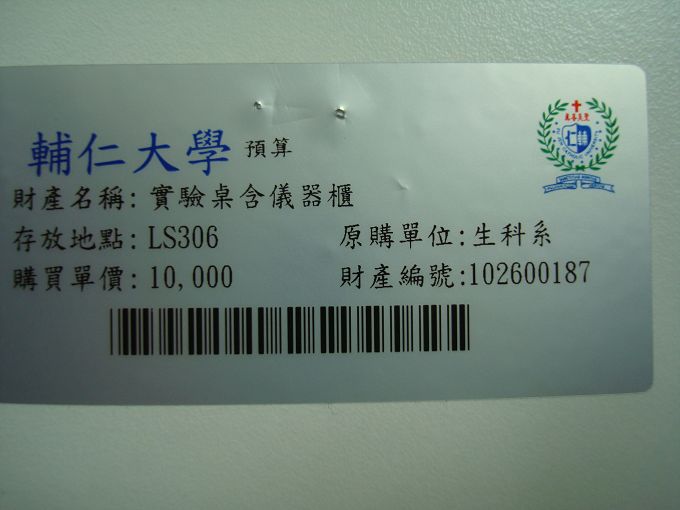 輔仁大學 預算
財產名稱: 實驗桌含儀器櫃
存放地點: LS306 原購單位:生科系
購買單價: 10,000 財產編號:102600187